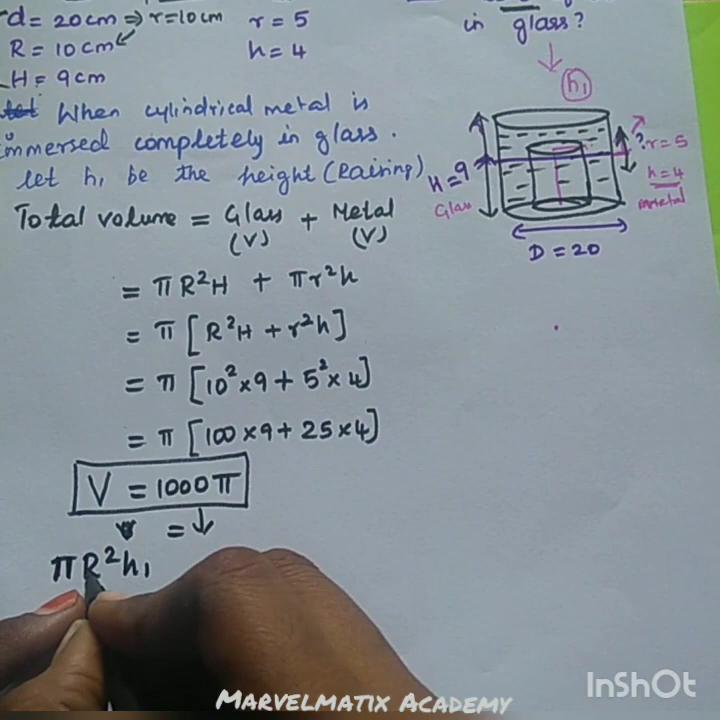 d = 20cm ⇒ r=10cm
R = 10cm
H = 9cm
r = 5
h = 4
in glass?
h₁
When cylindrical metal is
immersed completely in glass.
let h₁ be the height (Raising)
Total volume = Glass + Metal
(V) (V)
= πR²H + πr²h
= π [R²H + r²h]
= π [10²×9 + 5²×4]
= π [100×9 + 25×4]
V = 1000π
=
πR²h₁
H = 9
Glass
? r = 5
h = 4
metal
D = 20
InShOt
MARVELMATIX ACADEMY